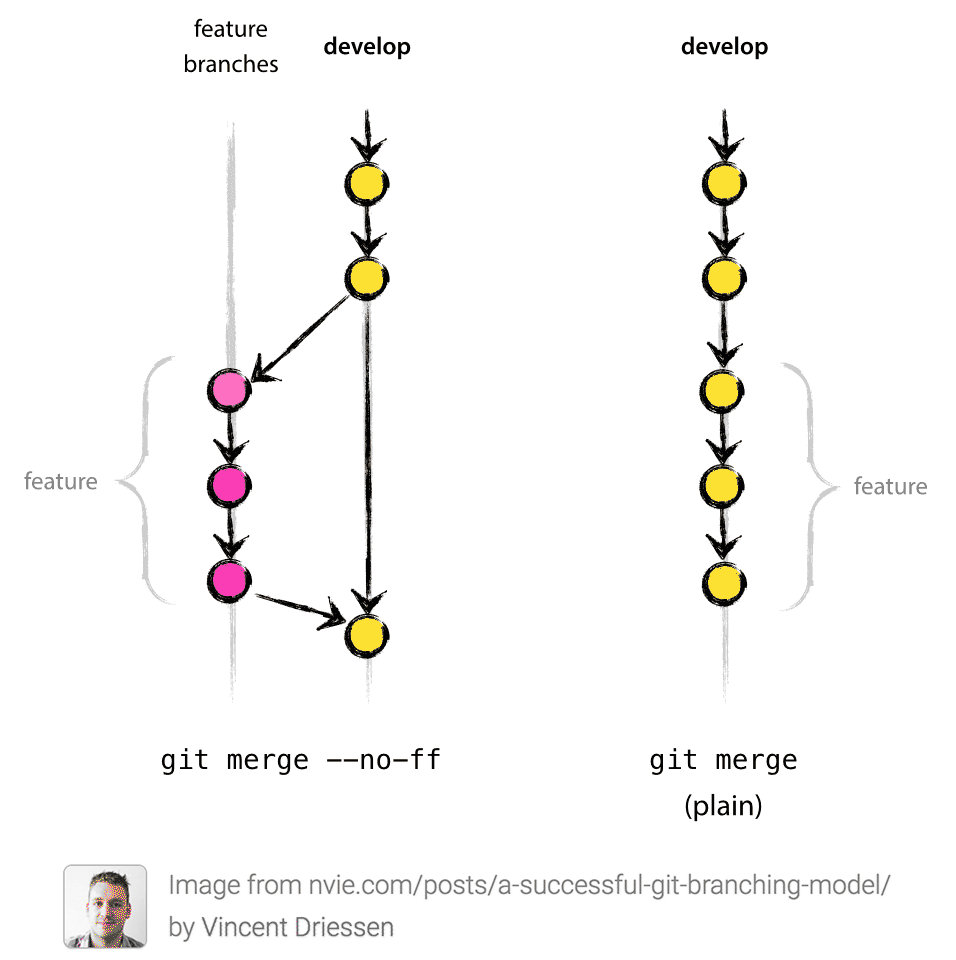 feature
branches
develop
develop
feature
feature
git merge --no-ff
git merge
(plain)
Image from nvie.com/posts/a-successful-git-branching-model/
by Vincent Driessen